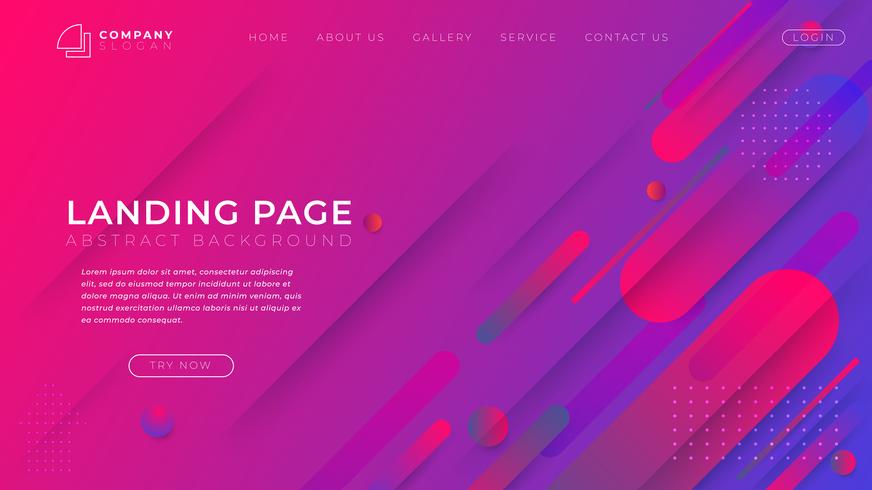 COMPANY
SLOGAN
HOME ABOUT US GALLERY SERVICE CONTACT US LOGIN
LANDING PAGE
ABSTRACT BACKGROUND
Lorem ipsum dolor sit amet, consectetur adipiscing
elit, sed do eiusmod tempor incididunt ut labore et
dolore magna aliqua. Ut enim ad minim veniam, quis
nostrud exercitation ullamco laboris nisi ut aliquip ex
ea commodo consequat.
TRY NOW